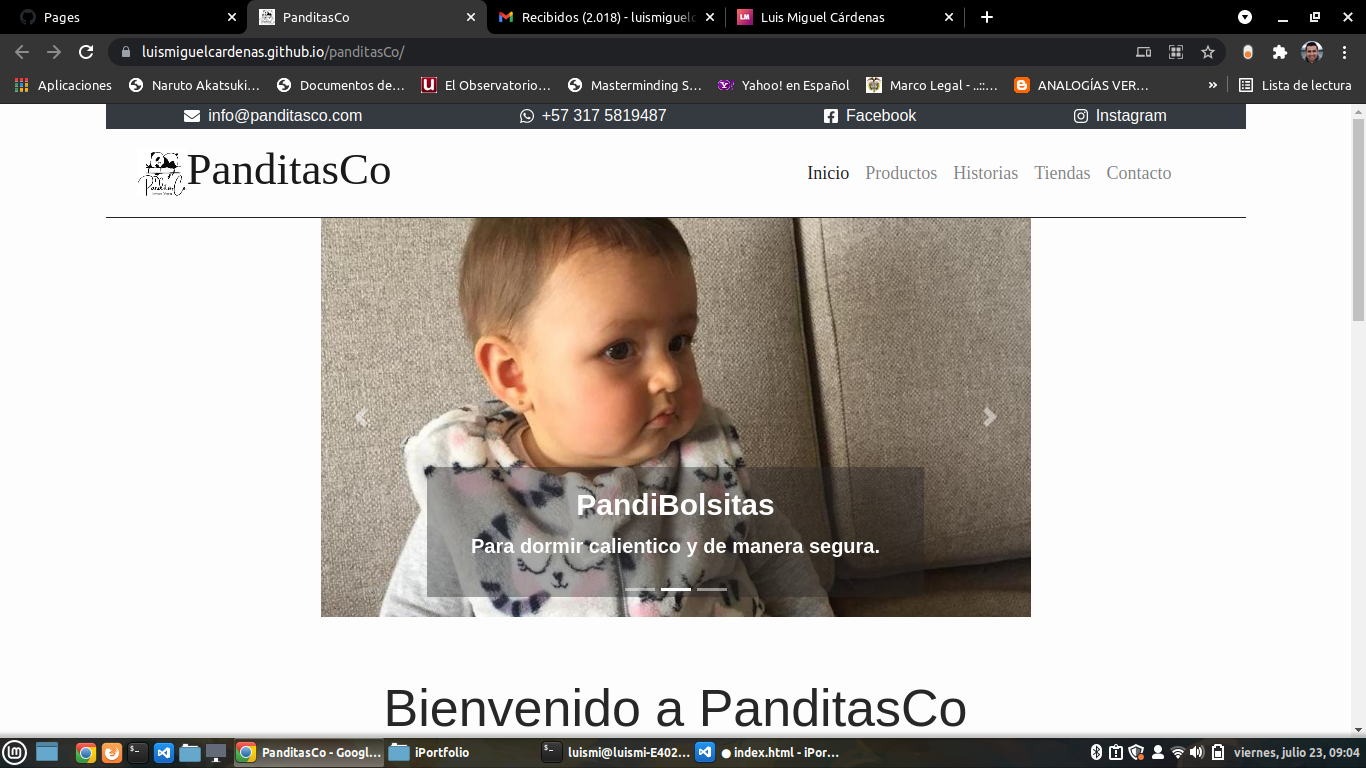 Pages
PanditasCo
Recibidos (2.018) - luismiguelc
Luis Miguel Cárdenas
luismiguelcardenas.github.io/panditasCo/
Aplicaciones
Naruto Akatsuki...
Documentos de...
El Observatorio...
Masterminding S...
Yahoo! en Español
Marco Legal - ..::...
ANALOGÍAS VER...
»
Lista de lectura
info@panditasco.com
+57 317 5819487
Facebook
Instagram
PanditasCo
PanditasCo
Inicio
Productos
Historias
Tiendas
Contacto
PandiBolsitas
Para dormir calientico y de manera segura.
Bienvenido a PanditasCo
PanditasCo - Googl...
iPortfolio
luismi@luismi-E402...
● index.html - iPor...
viernes, julio 23, 09:04